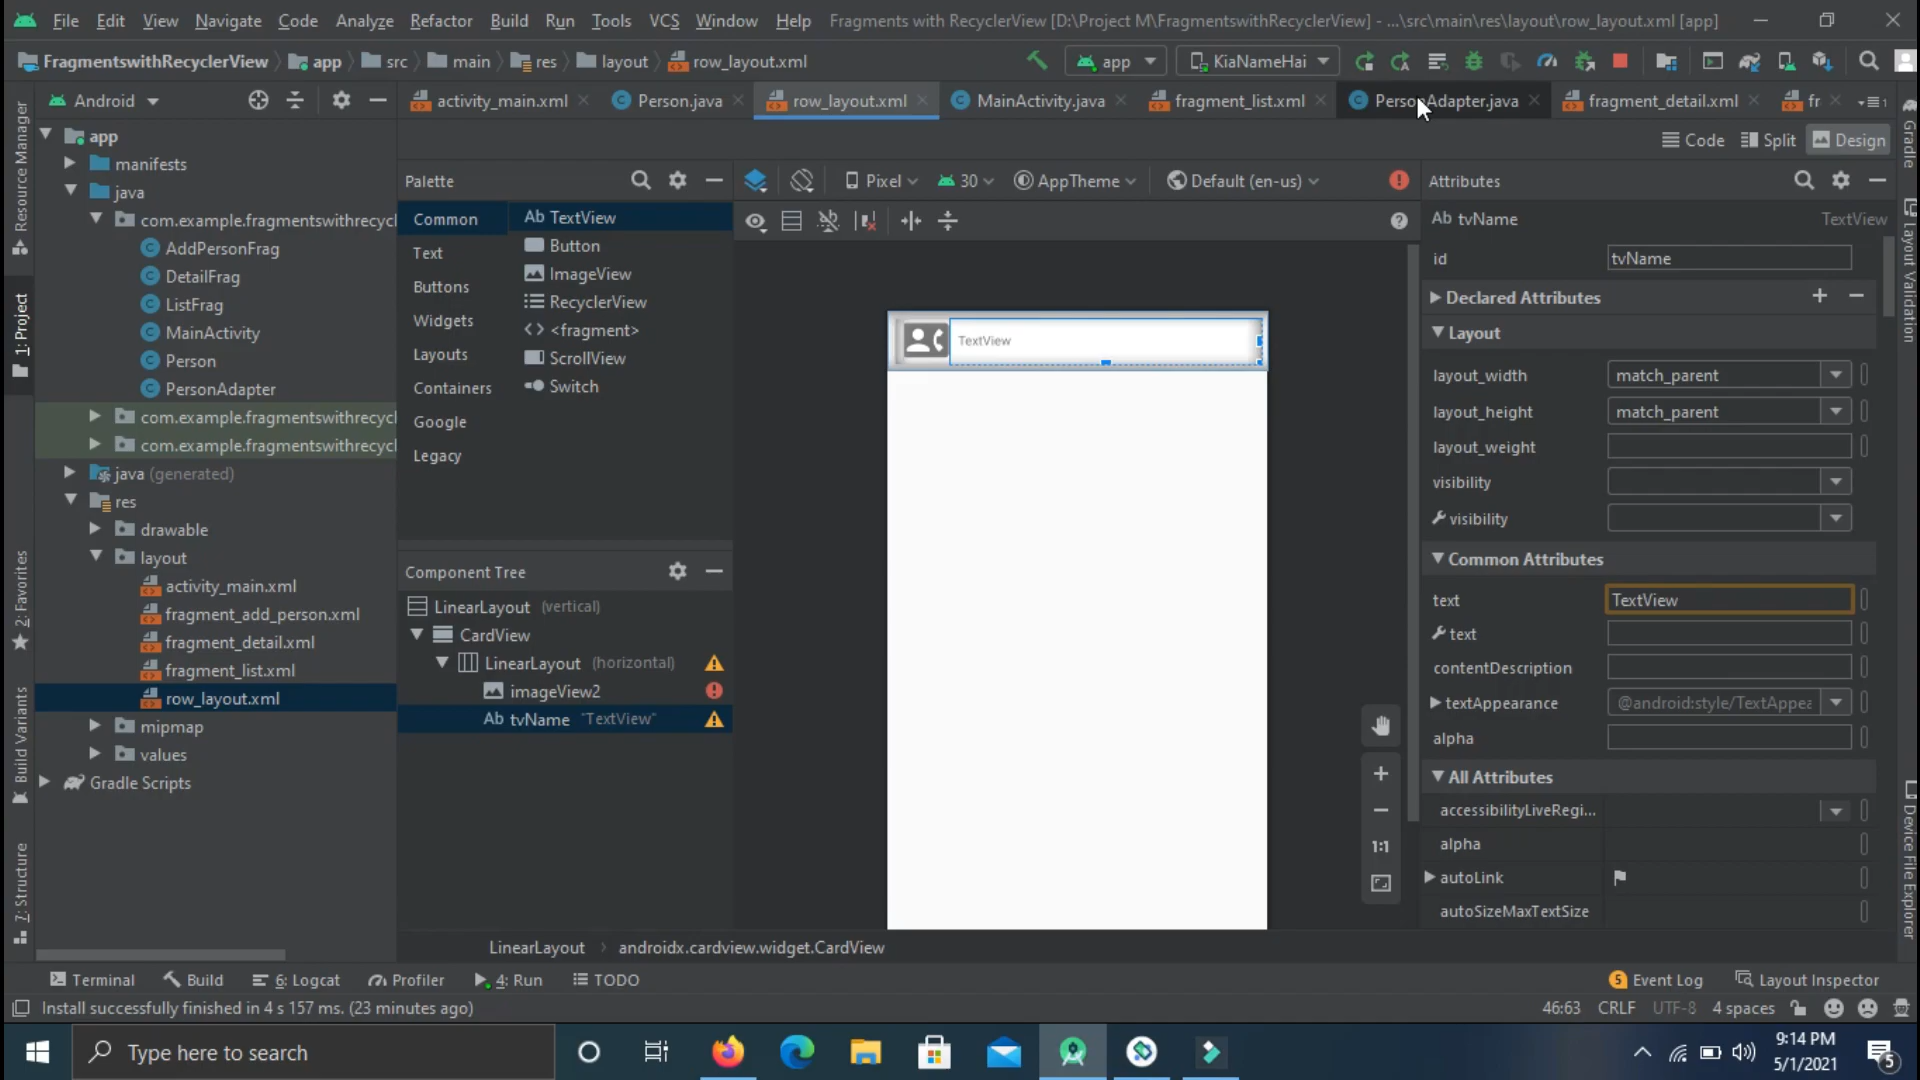 File Edit View Navigate Code Analyze Refactor Build Run Tools VCS Window Help Fragments with RecyclerView [D:\Project M\FragmentswithRecyclerView] - ...\src\main\res\layout\row_layout.xml [app]
FragmentswithRecyclerView app src main res layout row_layout.xml app KiaNameHai
Android activity_main.xml Person.java row_layout.xml MainActivity.java fragment_list.xml PersonAdapter.java fragment_detail.xml fr
Code Split Design
Resource Manager
1: Project
2: Favorites
Build Variants
7: Structure
app
manifests
java
com.example.fragmentswithrecycl
AddPersonFrag
DetailFrag
ListFrag
MainActivity
Person
PersonAdapter
com.example.fragmentswithrecycl
com.example.fragmentswithrecycl
java (generated)
res
drawable
layout
activity_main.xml
fragment_add_person.xml
fragment_detail.xml
fragment_list.xml
row_layout.xml
mipmap
values
Gradle Scripts
Palette
Common
Text
Buttons
Widgets
Layouts
Containers
Google
Legacy
Ab TextView
Button
ImageView
RecyclerView
<fragment>
ScrollView
Switch
Component Tree
LinearLayout (vertical)
CardView
LinearLayout (horizontal)
imageView2
Ab tvName "TextView"
Pixel 30 AppTheme Default (en-us)
TextView
1:1
Attributes
Ab tvName TextView
id tvName
Declared Attributes
Layout
layout_width match_parent
layout_height match_parent
layout_weight
visibility
visibility
Common Attributes
text TextView
text
contentDescription
textAppearance @android:style/TextAppea
alpha
All Attributes
accessibilityLiveRegi...
alpha
autoLink
autoSizeMaxTextSize
Gradle
Layout Validation
Device File Explorer
LinearLayout androidx.cardview.widget.CardView
Terminal Build 6: Logcat Profiler 4: Run TODO 5 Event Log Layout Inspector
Install successfully finished in 4 s 157 ms. (23 minutes ago) 46:63 CRLF UTF-8 4 spaces
Type here to search
9:14 PM
5/1/2021
5